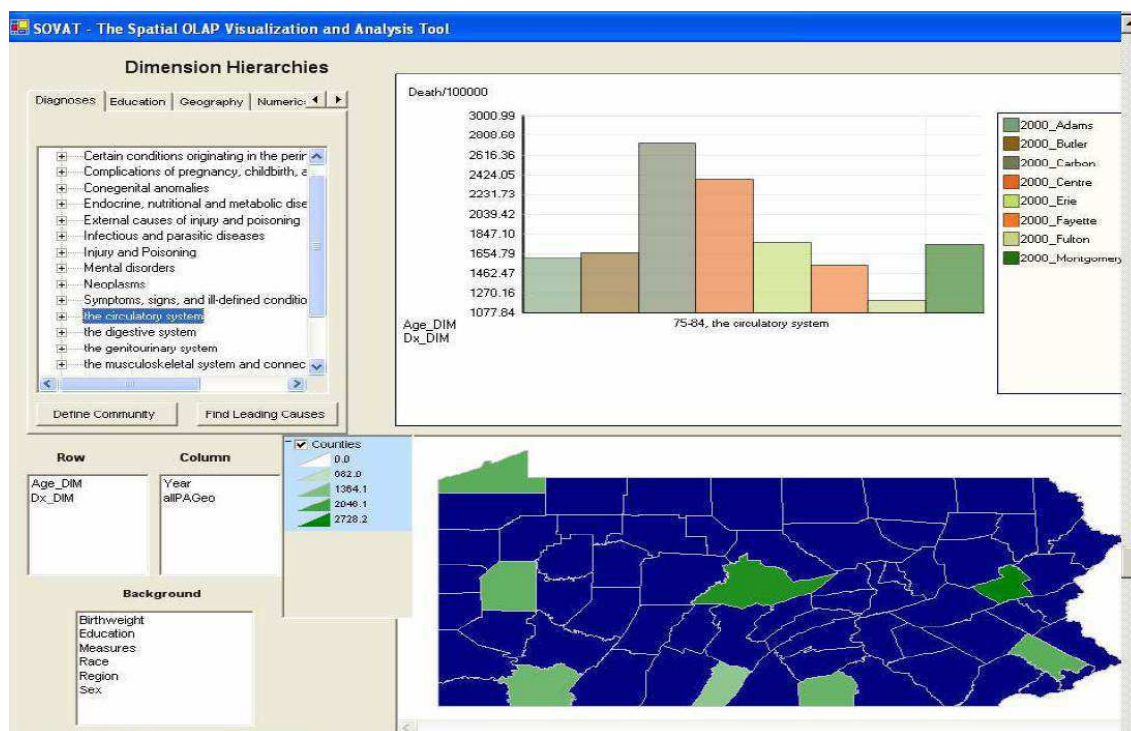 SOVAT - The Spatial OLAP Visualization and Analysis Tool
Dimension Hierarchies
Diagnoses Education Geography Numeric
Certain conditions originating in the perir
Complications of pregnancy, childbirth, a
Conegenital anomalies
Endocrine, nutritional and metabolic dise
External causes of injury and poisoning
Infectious and parasitic diseases
Injury and Poisoning
Mental disorders
Neoplasms
Symptoms, signs, and ill-defined conditio
the circulatory system
the digestive system
the genitourinary system
the musculoskeletal system and connec
Define Community Find Leading Causes
Death/100000
3000.99
2808.68
2616.36
2424.05
2231.73
2039.42
1847.10
1654.79
1462.47
1270.16
1077.84
Age_DIM
Dx_DIM
75-84, the circulatory system
2000_Adams
2000_Butler
2000_Carbon
2000_Centre
2000_Erie
2000_Fayette
2000_Fulton
2000_Montgomery
Row
Age_DIM
Dx_DIM
Column
Year
allPAGeo
Counties
0.0
682.0
1364.1
2046.1
2728.2
Background
Birthweight
Education
Measures
Race
Region
Sex